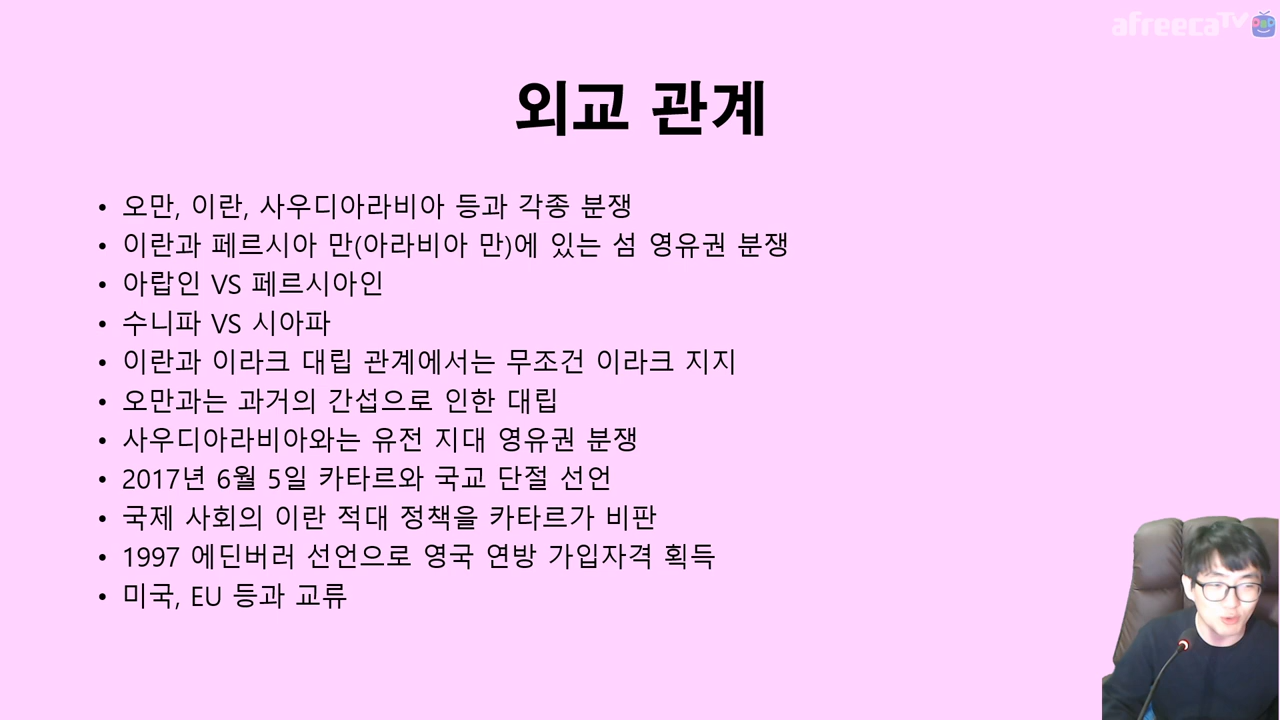 afreecaTV
외교 관계
• 오만, 이란, 사우디아라비아 등과 각종 분쟁
• 이란과 페르시아 만(아라비아 만)에 있는 섬 영유권 분쟁
• 아랍인 VS 페르시아인
• 수니파 VS 시아파
• 이란과 이라크 대립 관계에서는 무조건 이라크 지지
• 오만과는 과거의 간섭으로 인한 대립
• 사우디아라비아와는 유전 지대 영유권 분쟁
• 2017년 6월 5일 카타르와 국교 단절 선언
• 국제 사회의 이란 적대 정책을 카타르가 비판
• 1997 에딘버러 선언으로 영국 연방 가입자격 획득
• 미국, EU 등과 교류